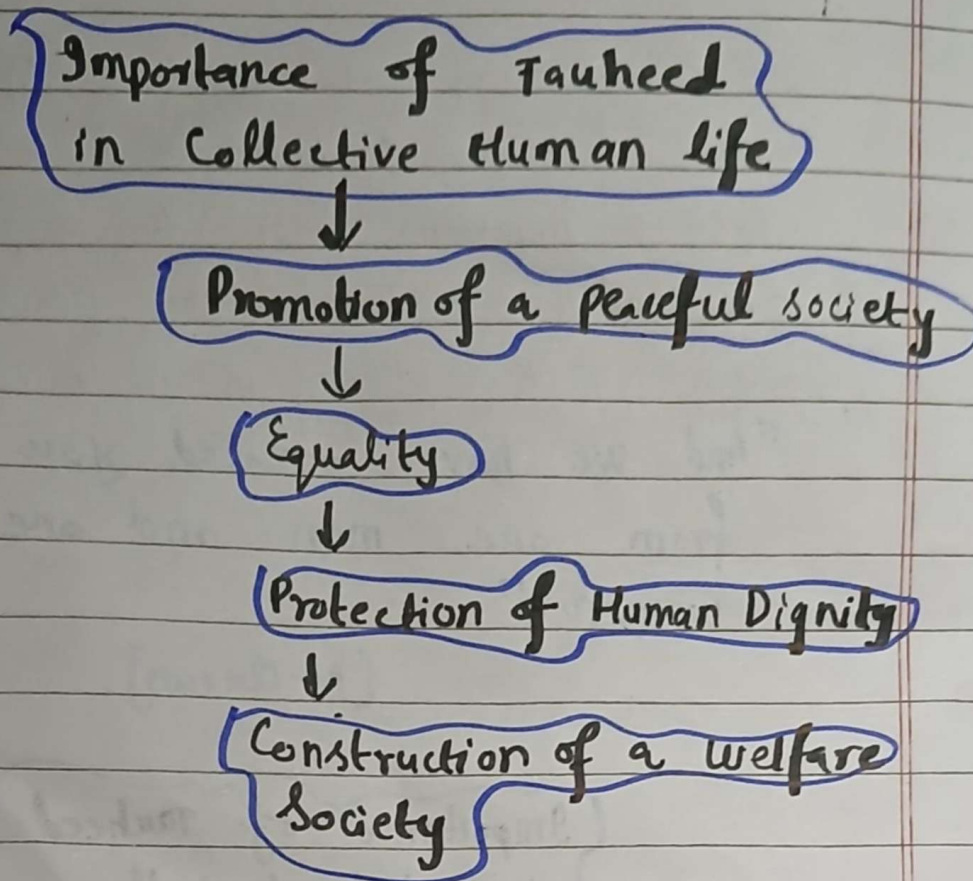 Importance of Tauheed
in Collective Human life
Promotion of a peaceful society
Equality
Protection of Human Dignity
Construction of a welfare
Society